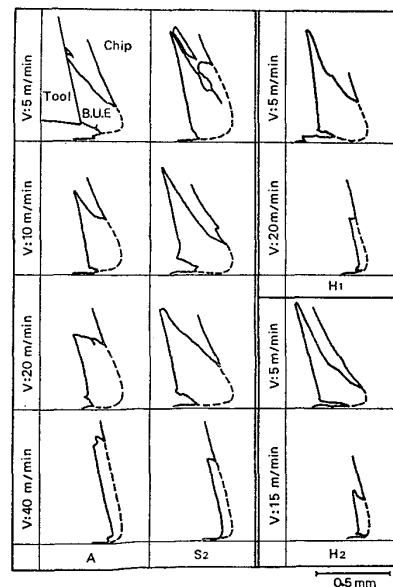 V:5 m/min
Chip
Tool
B.U.E
V:5 m/min
V:10 m/min
V:20 m/min
H1
V:20 m/min
V:5 m/min
V:40 m/min
V:15 m/min
A
S2
H2
0.5 mm